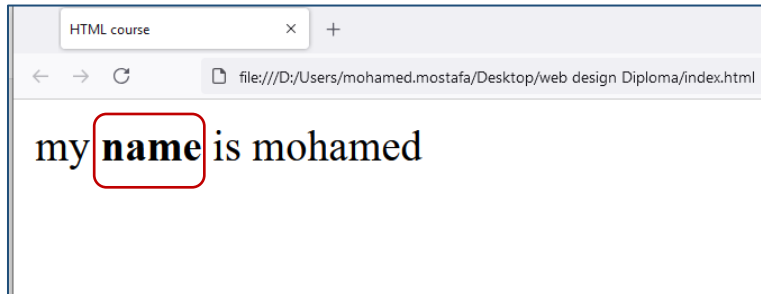 HTML course
file:///D:/Users/mohamed.mostafa/Desktop/web design Diploma/index.html
my name is mohamed